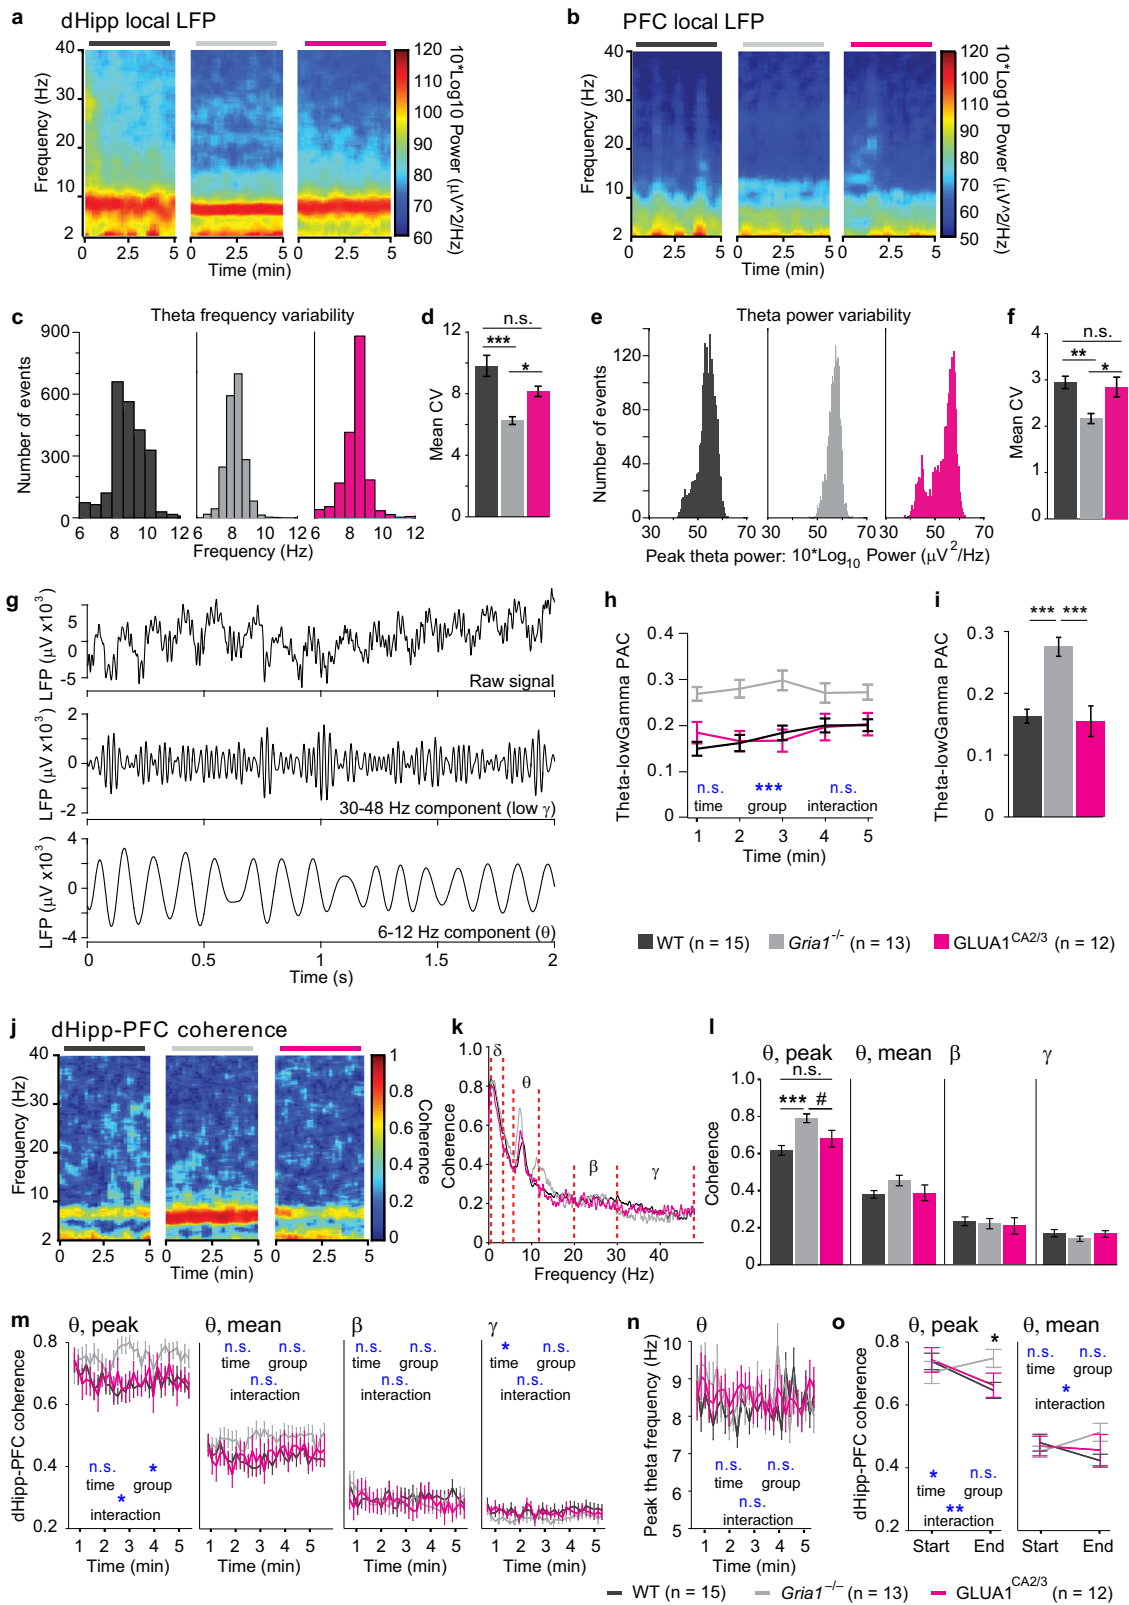 a dHipp local LFP
b PFC local LFP
40
30
20
10
2
Frequency (Hz)
0 2.5 5 0 2.5 5 0 2.5 5
Time (min)
120
110
100
90
80
70
60
10*Log10 Power (µV^2/Hz)
40
30
20
10
2
Frequency (Hz)
0 2.5 5 0 2.5 5 0 2.5 5
Time (min)
120
110
100
90
80
70
60
50
10*Log10 Power (µV^2/Hz)
c Theta frequency variability
900
600
300
0
Number of events
6 8 10 12 6 8 10 12 6 8 10 12
Frequency (Hz)
d
n.s.
***
*
12
8
4
0
Mean CV
e Theta power variability
120
80
40
0
Number of events
30 50 70 30 50 70 30 50 70
Peak theta power: 10*Log10 Power (µV2/Hz)
f
n.s.
**
*
4
3
2
1
0
Mean CV
g
LFP (µV x10³)
5
0
-5
Raw signal
LFP (µV x10³)
2
0
-2
30-48 Hz component (low γ)
LFP (µV x10³)
4
0
-4
6-12 Hz component (θ)
0 0.5 1 1.5 2
Time (s)
h
0.4
0.3
0.2
0.1
0
Theta-lowGamma PAC
n.s. *** n.s.
time group interaction
1 2 3 4 5
Time (min)
i
*** ***
0.3
0.2
0.1
0
Theta-lowGamma PAC
WT (n = 15) Gria1-/- (n = 13) GLUA1CA2/3 (n = 12)
j dHipp-PFC coherence
40
30
20
10
2
Frequency (Hz)
0 2.5 5 0 2.5 5 0 2.5 5
Time (min)
1
0.8
0.6
0.4
0.2
0
Coherence
k
δ θ β γ
1
0.8
0.6
0.4
0.2
0
Coherence
0 10 20 30 40
Frequency (Hz)
l
θ, peak θ, mean β γ
n.s.
*** #
1.0
0.8
0.6
0.4
0.2
0
Coherence
m
θ, peak θ, mean β γ
0.8
0.6
0.4
0.2
dHipp-PFC coherence
n.s. *
time group
*
interaction
n.s. n.s.
time group
n.s.
interaction
n.s. n.s.
time group
n.s.
interaction
* n.s.
time group
n.s.
interaction
1 2 3 4 5 1 2 3 4 5 1 2 3 4 5 1 2 3 4 5
Time (min) Time (min) Time (min) Time (min)
n θ
10
9
8
7
6
5
Peak theta frequency (Hz)
n.s. n.s.
time group
n.s.
interaction
1 2 3 4 5
Time (min)
o
θ, peak θ, mean
0.8
0.6
0.4
0.2
dHipp-PFC coherence
*
* n.s.
time group
**
interaction
n.s. n.s.
time group
*
interaction
Start End Start End
WT (n = 15) Gria1−/− (n = 13) GLUA1CA2/3 (n = 12)